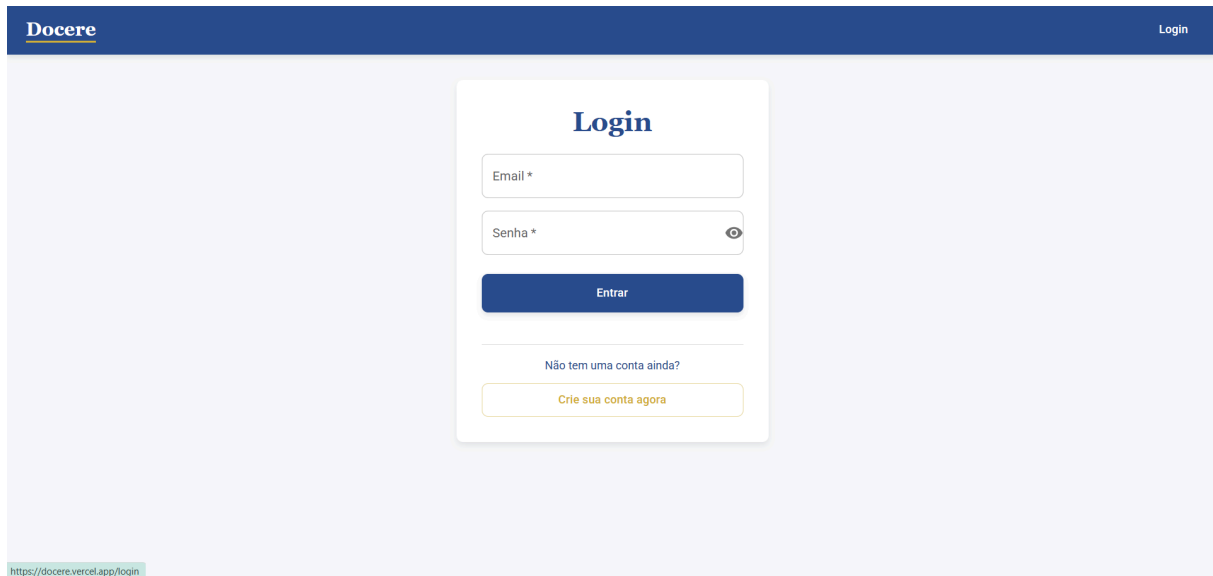 Docere
Login
Login
Email *
Senha *
Entrar
Não tem uma conta ainda?
Crie sua conta agora
https://docere.vercel.app/login